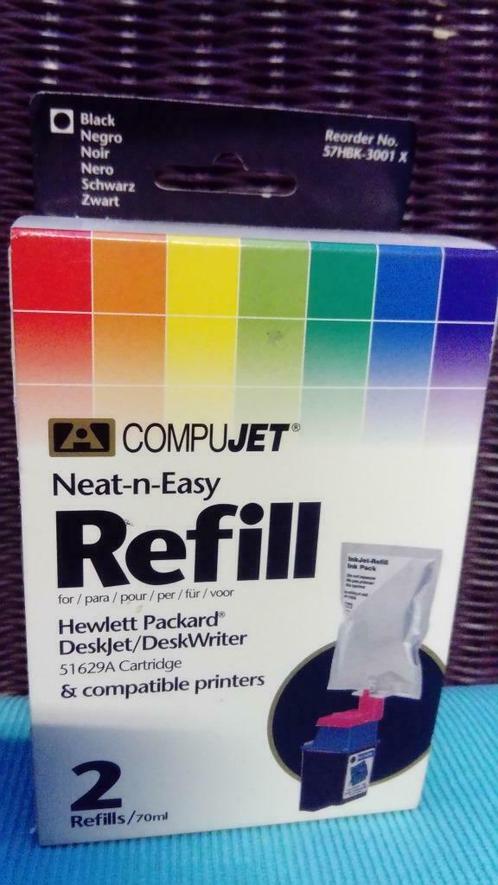 Black
Negro
Noir
Nero
Schwarz
Zwart
Reorder No.
57HBK-3001 X
COMPUJET®
Neat-n-Easy
Refill
for / para / pour / per / für / voor
Hewlett Packard®
DeskJet/DeskWriter
51629A Cartridge
& compatible printers
InkJet-Refill
Ink Pack
2
Refills/70ml